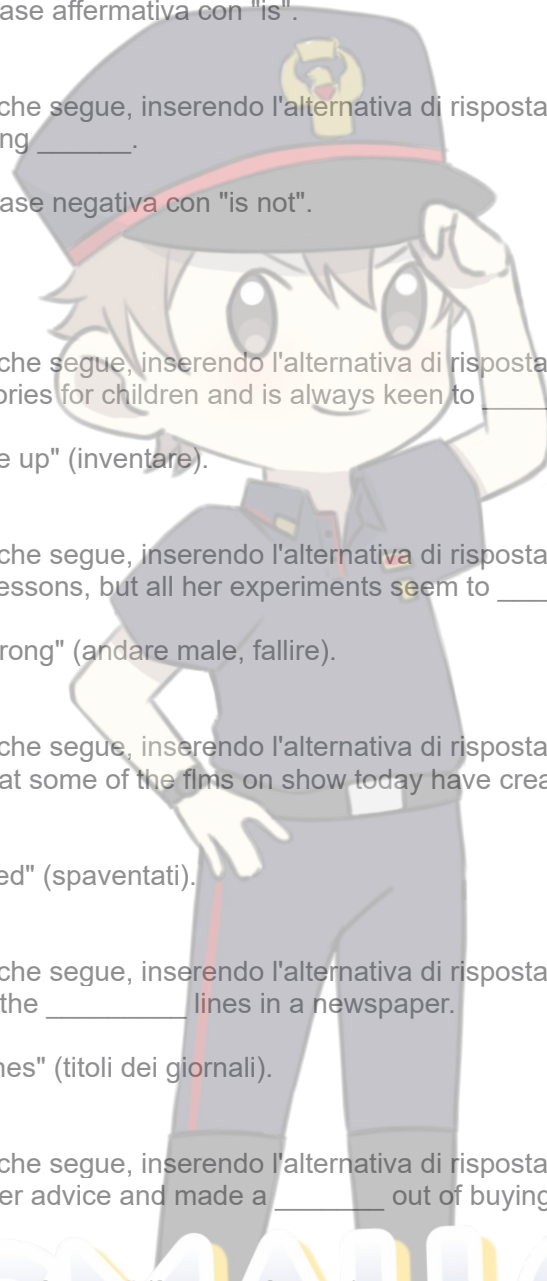 ase affermativa con "is".
che segue, inserendo l'alternativa di risposta
ng ______.
ase negativa con "is not".
che segue, inserendo l'alternativa di risposta
ories for children and is always keen to ____
e up" (inventare).
che segue, inserendo l'alternativa di risposta
essons, but all her experiments seem to ___
rong" (andare male, fallire).
che segue, inserendo l'alternativa di risposta
at some of the flms on show today have crea
ed" (spaventati).
che segue, inserendo l'alternativa di risposta
the _________ lines in a newspaper.
nes" (titoli dei giornali).
che segue, inserendo l'alternativa di risposta
er advice and made a _______ out of buying